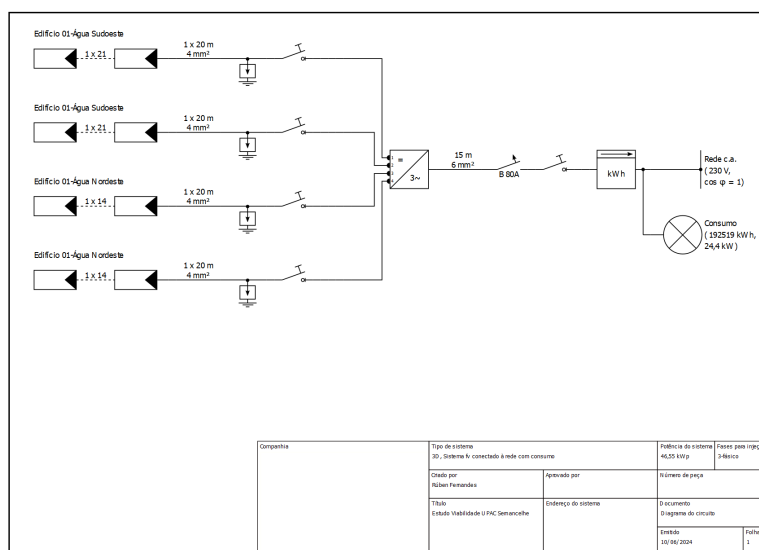 Edifício 01-Água Sudoeste
1 x 21
1 x 20 m
4 mm²
Edifício 01-Água Sudoeste
1 x 21
1 x 20 m
4 mm²
Edifício 01-Água Nordeste
1 x 14
1 x 20 m
4 mm²
Edifício 01-Água Nordeste
1 x 14
1 x 20 m
4 mm²
1
2
3
4
=
3~
15 m
6 mm²
B 80A
kWh
Rede c.a.
(230 V,
cos φ = 1)
Consumo
(192519 kWh,
24,4 kW)
Companhia
Tipo de sistema
3D, Sistema fv conectado à rede com consumo
Potência do sistema
46,55 kWp
Fases para injeç
3-fásico
Criado por
Rúben Fernandes
Aprovado por
Número de peça
Título
Estudo Viabilidade UPAC Semancelhe
Endereço do sistema
Documento
Diagrama do circuito
Emitido
10/06/2024
Folha
1